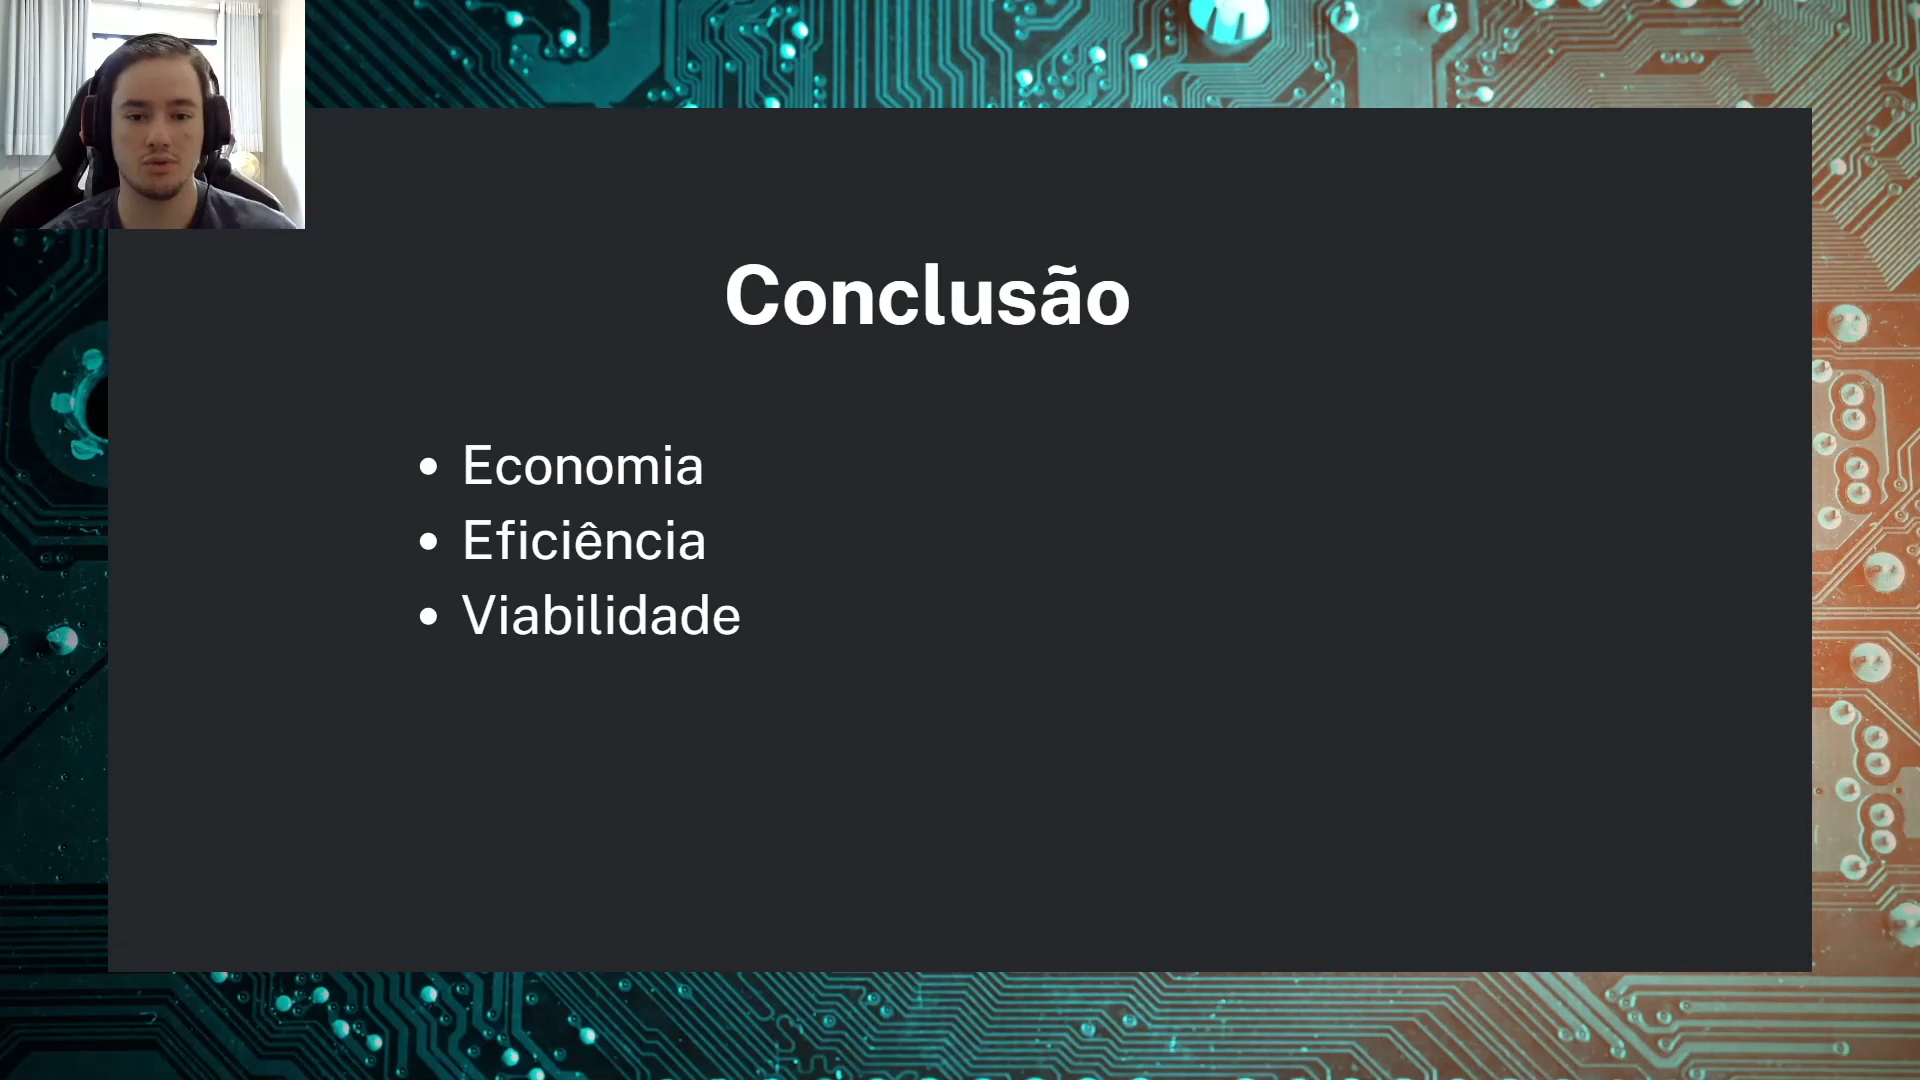 Conclusão
• Economia
• Eficiência
• Viabilidade